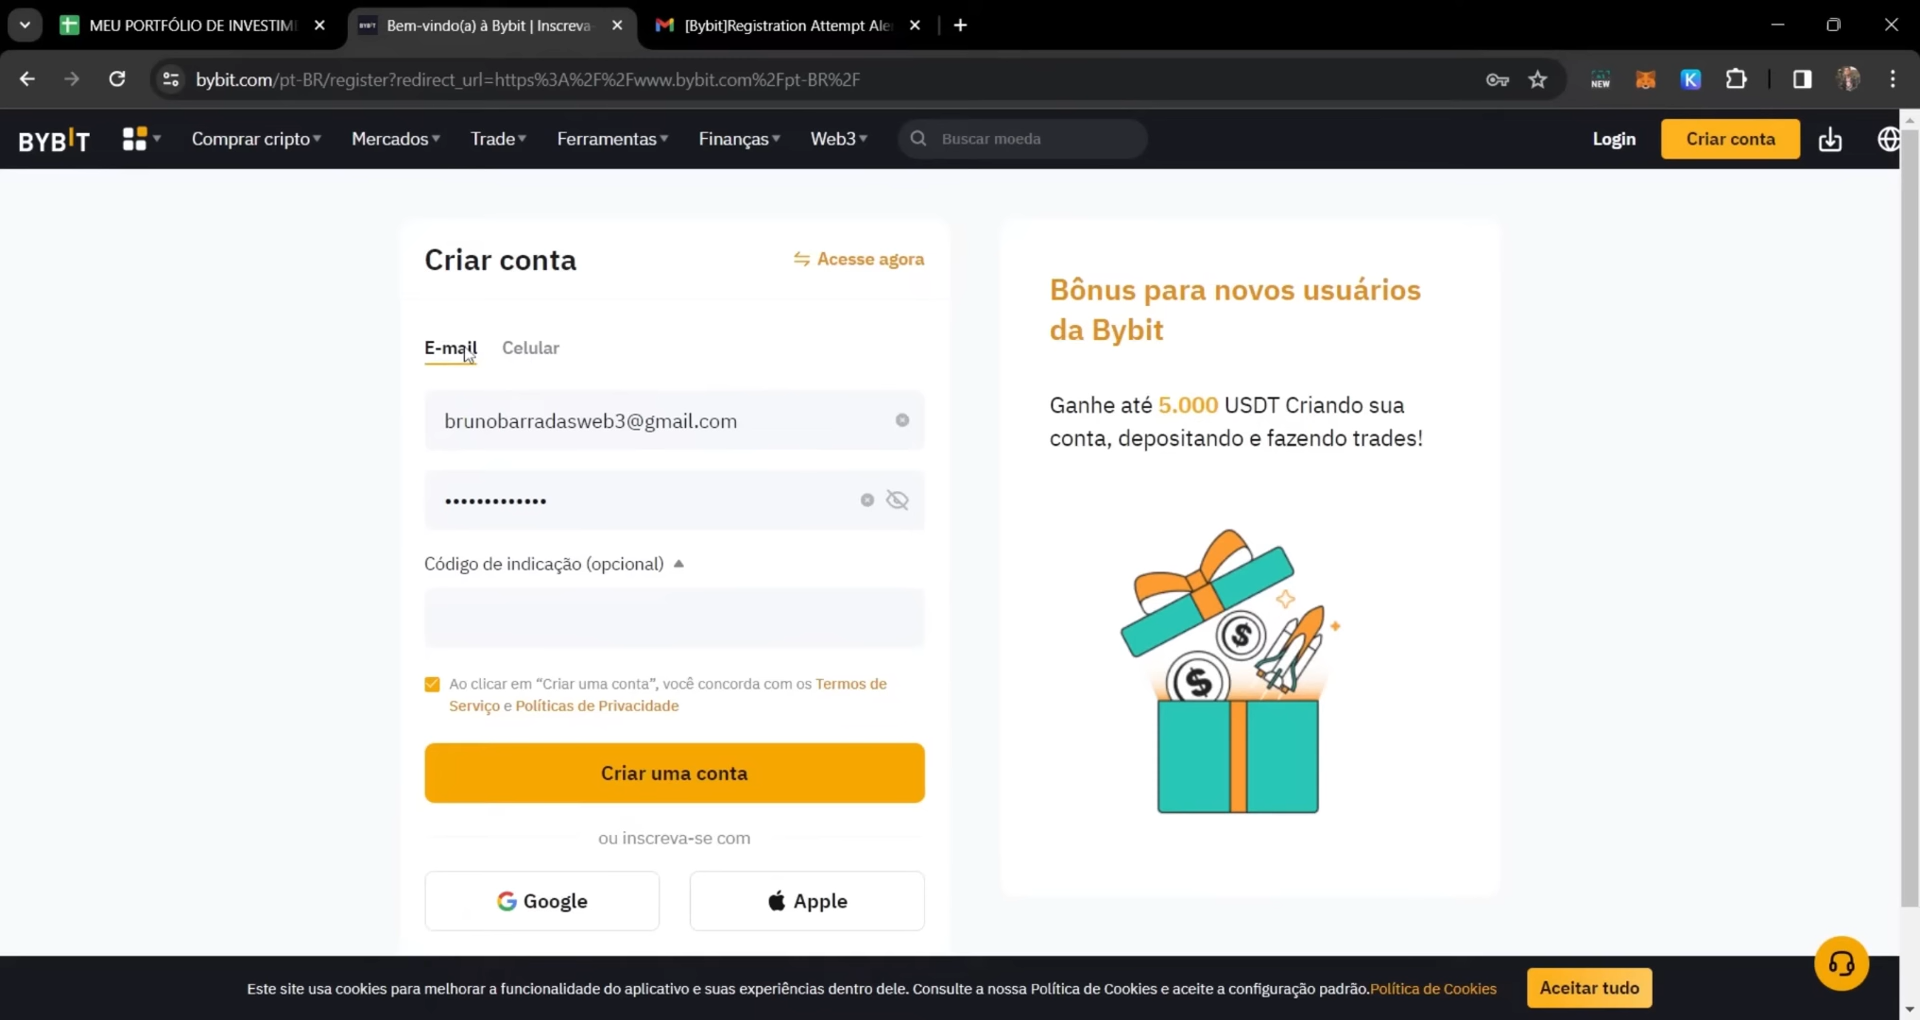 MEU PORTFÓLIO DE INVESTIM
Bem-vindo(a) à Bybit | Inscreva-
[Bybit]Registration Attempt Ale
bybit.com/pt-BR/register?redirect_url=https%3A%2F%2Fwww.bybit.com%2Fpt-BR%2F
NEW
K
BYBIT
Comprar cripto
Mercados
Trade
Ferramentas
Finanças
Web3
Buscar moeda
Login
Criar conta
Criar conta
Acesse agora
E-mail
Celular
brunobarradasweb3@gmail.com
•••••••••••••
Código de indicação (opcional)
Ao clicar em “Criar uma conta”, você concorda com os Termos de
Serviço e Políticas de Privacidade
Criar uma conta
ou inscreva-se com
Google
Apple
Bônus para novos usuários
da Bybit
Ganhe até 5.000 USDT Criando sua
conta, depositando e fazendo trades!
$
$
Este site usa cookies para melhorar a funcionalidade do aplicativo e suas experiências dentro dele. Consulte a nossa Política de Cookies e aceite a configuração padrão.Política de Cookies
Aceitar tudo